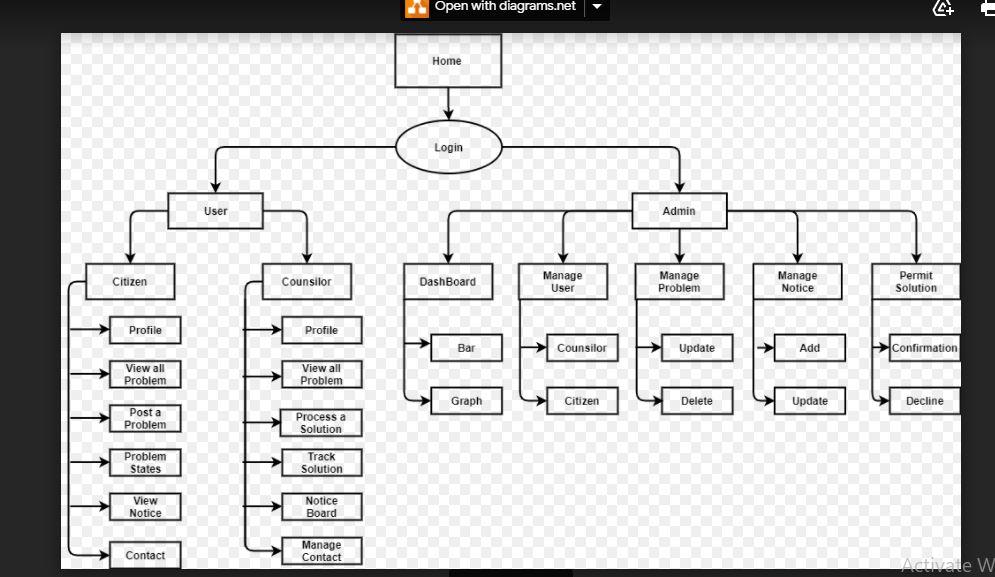 Open with diagrams.net
Home
Login
User
Admin
Citizen
Counsilor
DashBoard
Manage
User
Manage
Problem
Manage
Notice
Permit
Solution
Profile
View all
Problem
Post a
Problem
Problem
States
View
Notice
Contact
Profile
View all
Problem
Process a
Solution
Track
Solution
Notice
Board
Manage
Contact
Bar
Graph
Counsilor
Citizen
Update
Delete
Add
Update
Confirmation
Decline
Activate W